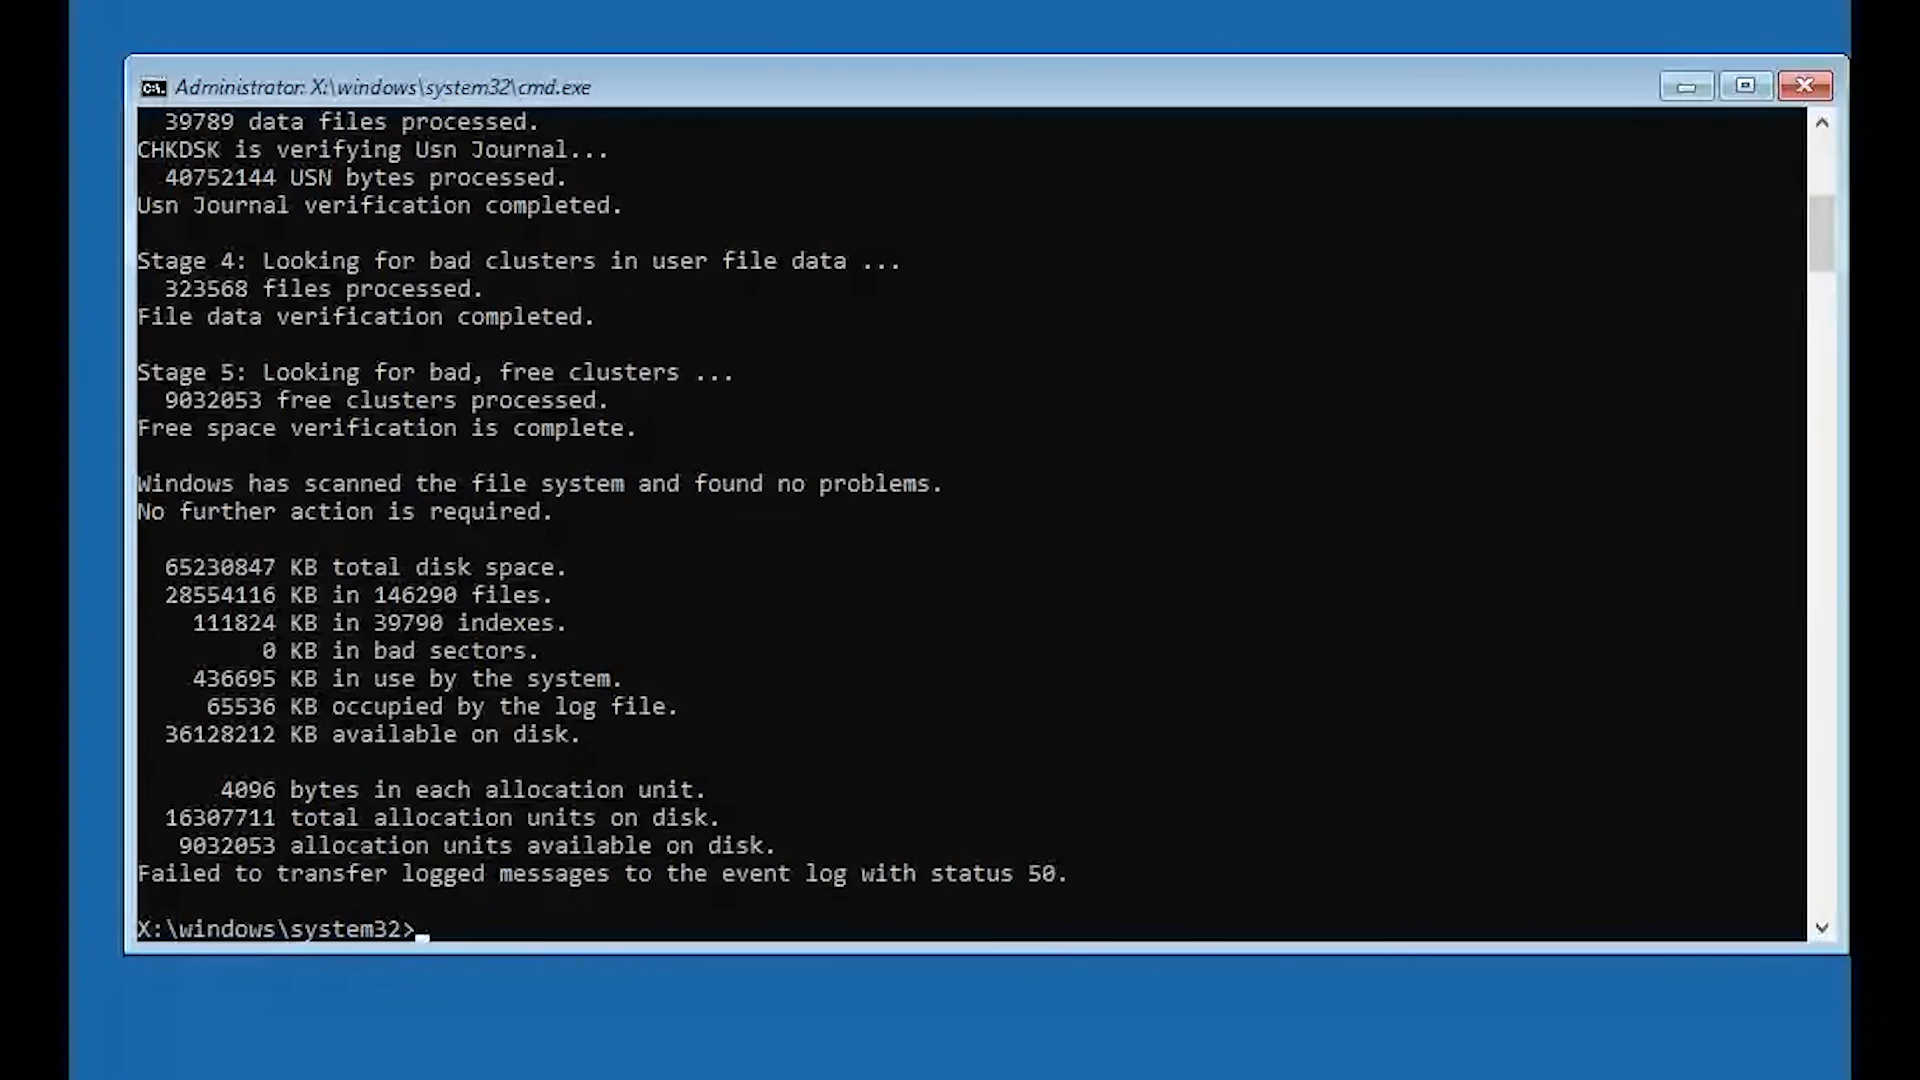 Administrator: X:\windows\system32\cmd.exe
39789 data files processed.
CHKDSK is verifying Usn Journal...
40752144 USN bytes processed.
Usn Journal verification completed.
Stage 4: Looking for bad clusters in user file data ...
323568 files processed.
File data verification completed.
Stage 5: Looking for bad, free clusters ...
9032053 free clusters processed.
Free space verification is complete.
Windows has scanned the file system and found no problems.
No further action is required.
65230847 KB total disk space.
28554116 KB in 146290 files.
111824 KB in 39790 indexes.
0 KB in bad sectors.
436695 KB in use by the system.
65536 KB occupied by the log file.
36128212 KB available on disk.
4096 bytes in each allocation unit.
16307711 total allocation units on disk.
9032053 allocation units available on disk.
Failed to transfer logged messages to the event log with status 50.
X:\windows\system32>